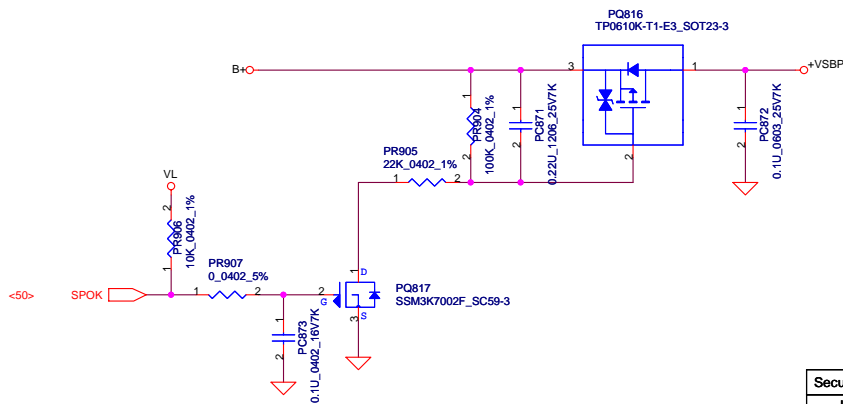 PQ816
TP0610K-T1-E3_SOT23-3
B+
3
1
+VSBP
1
PR904
100K_0402_1%
2
1
PC871
0.22U_1206_25V7K
2
2
1
PC872
0.1U_0603_25V7K
2
PR905
22K_0402_1%
1
2
VL
2
PR906
10K_0402_1%
1
PR907
0_0402_5%
<50>
SPOK
1
2
2
G
1
D
S
3
PQ817
SSM3K7002F_SC59-3
1
PC873
0.1U_0402_16V7K
2
Secu